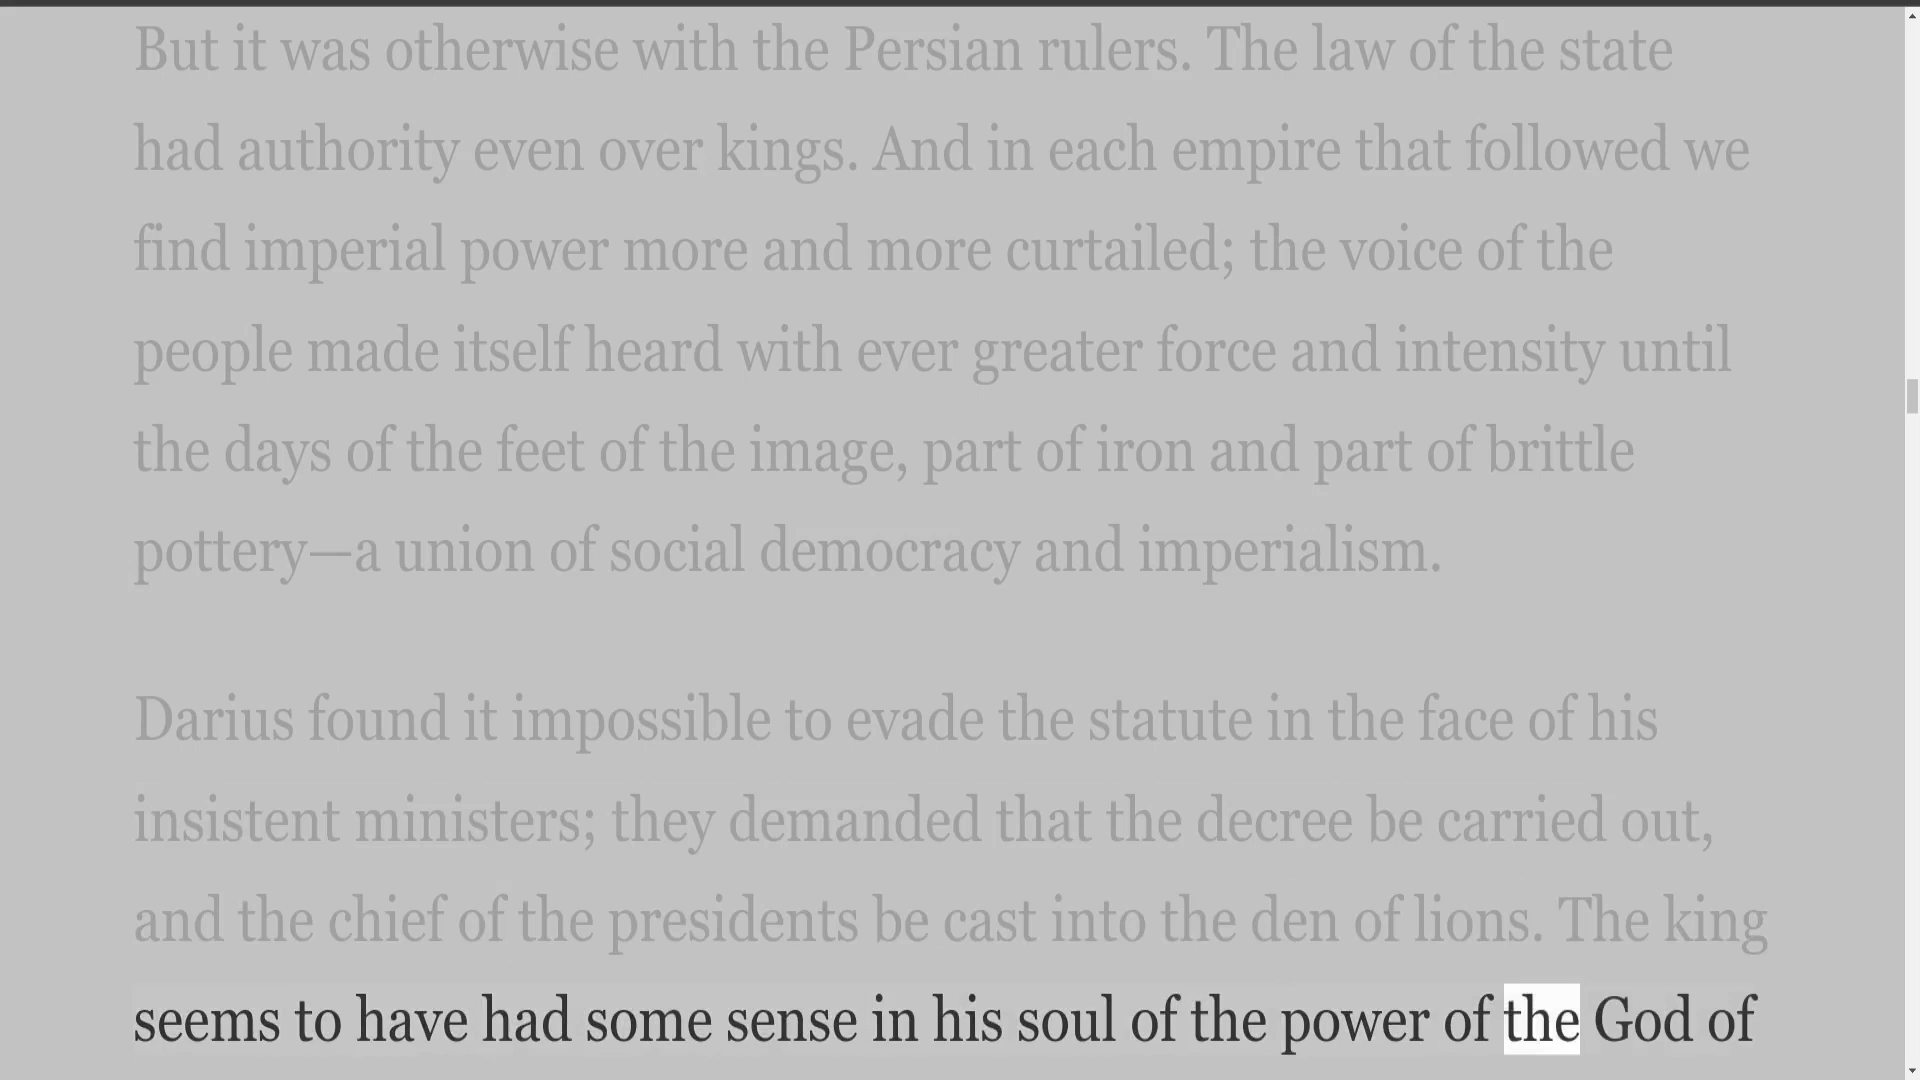 But it was otherwise with the Persian rulers. The law of the state
had authority even over kings. And in each empire that followed we
find imperial power more and more curtailed; the voice of the
people made itself heard with ever greater force and intensity until
the days of the feet of the image, part of iron and part of brittle
pottery—a union of social democracy and imperialism.
Darius found it impossible to evade the statute in the face of his
insistent ministers; they demanded that the decree be carried out,
and the chief of the presidents be cast into the den of lions. The king
seems to have had some sense in his soul of the power of the God of